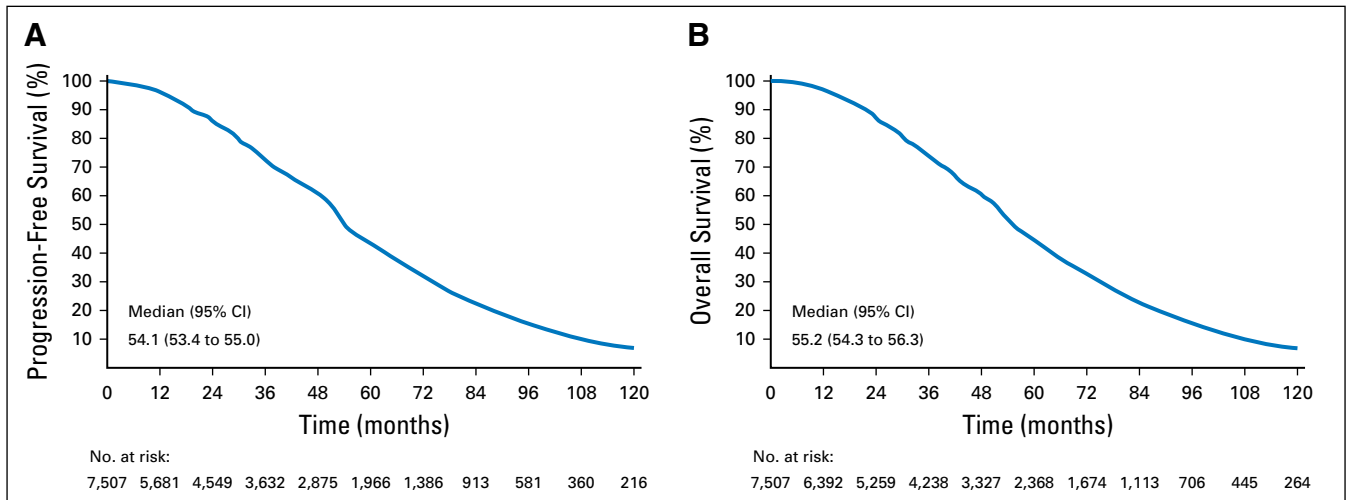 A
Progression-Free Survival (%)
100
90
80
70
60
50
40
30
20
10
Median (95% CI)
54.1 (53.4 to 55.0)
0 12 24 36 48 60 72 84 96 108 120
Time (months)
No. at risk:
7,507 5,681 4,549 3,632 2,875 1,966 1,386 913 581 360 216
B
Overall Survival (%)
100
90
80
70
60
50
40
30
20
10
Median (95% CI)
55.2 (54.3 to 56.3)
0 12 24 36 48 60 72 84 96 108 120
Time (months)
No. at risk:
7,507 6,392 5,259 4,238 3,327 2,368 1,674 1,113 706 445 264